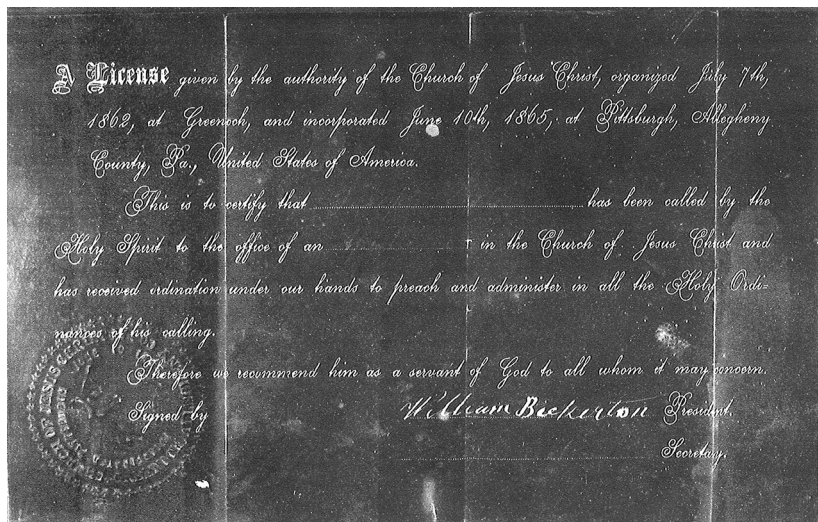 A License given by the authority of the Church of Jesus Christ, organized July 7th,
1862, at Greenock, and incorporated June 10th, 1865, at Pittsburgh, Allegheny
County, Pa., United States of America.
This is to certify that has been called by the
Holy Spirit to the office of an in the Church of Jesus Christ and
has received ordination under our hands to preach and administer in all the Holy Ordi-
nances of his calling.
Therefore we recommend him as a servant of God to all whom it may concern.
Signed by William Bickerton President.
Secretary.
CHURCH OF JESUS CHRIST